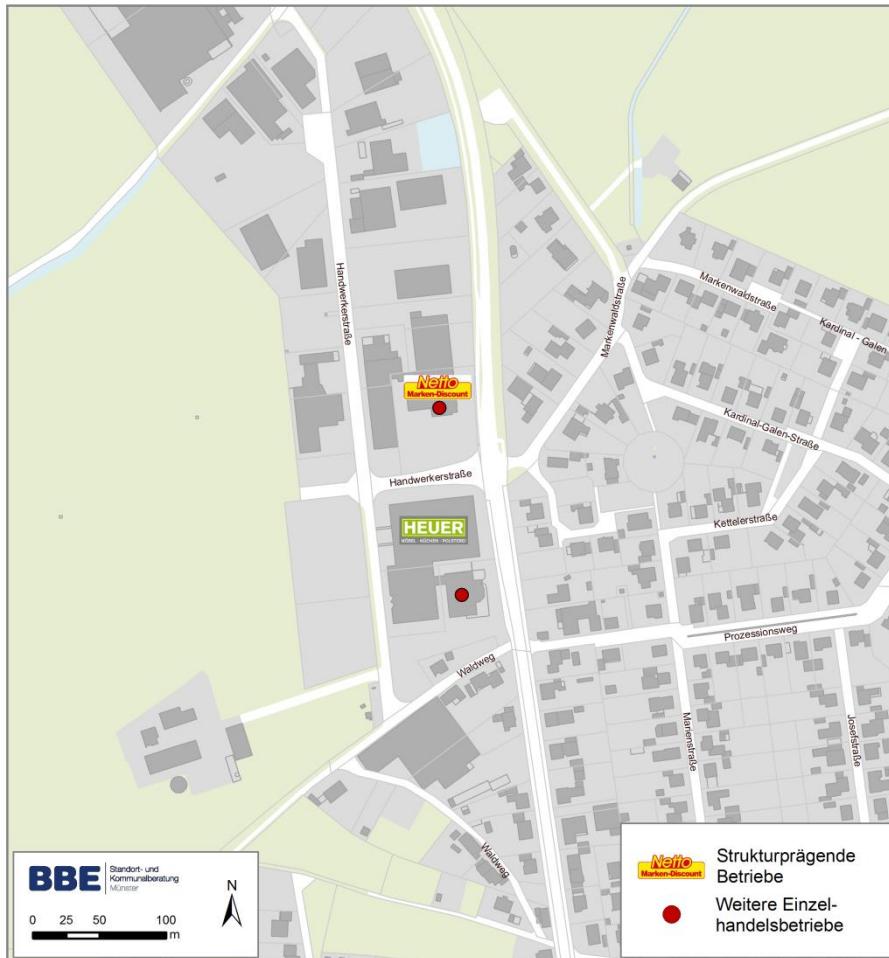 Handwerkerstraße
Markenwaldstraße
Markenwaldstraße
Kardinal - Galen
Netto
Marken-Discount
Kardinal-Galen-Straße
Handwerkerstraße
Kettelerstraße
HEUER
MÖBEL · KÜCHEN · POLSTEREI
Prozessionsweg
Waldweg
Marienstraße
Josefstraße
Waldweg
BBE
Standort- und
Kommunalberatung
Münster
N
0 25 50 100
m
Netto
Marken-Discount
Strukturprägende
Betriebe
Weitere Einzel-
handelsbetriebe